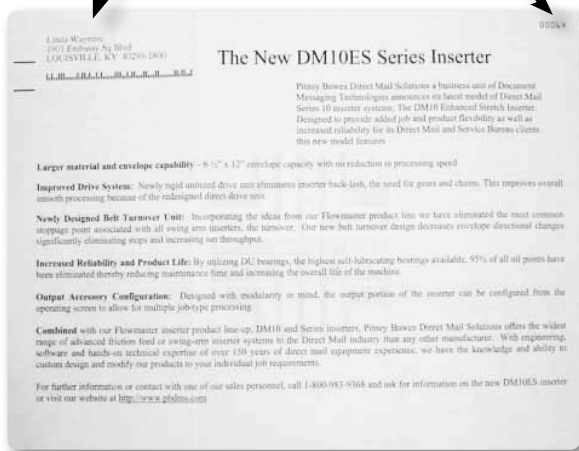 00064
Linda Waymire
1901 Embassy Sq Blvd
LOUISVILLE, KY 40299-1800
The New DM10ES Series Inserter
Pitney Bowes Direct Mail Solutions a business unit of Document
Messaging Technologies announces its latest model of Direct Mail
Series 10 inserter systems, The DM10 Enhanced Stretch Inserter.
Designed to provide added job and product flexibility as well as
increased reliability for its Direct Mail and Service Bureau clients
this new model features
Larger material and envelope capability – 6 ½" x 12" envelope capacity with no reduction in processing speed
Improved Drive System: Newly rigid unitized drive unit eliminates inserter back-lash, the need for gears and chains. This improves overall
smooth processing because of the redesigned direct drive unit.
Newly Designed Belt Turnover Unit: Incorporating the ideas from our Flowmaster product line we have eliminated the most common
stoppage point associated with all swing arm inserters, the turnover. Our new belt turnover design decreases envelope directional changes
significantly eliminating stops and increasing net throughput.
Increased Reliability and Product Life: By utilizing DU bearings, the highest self-lubricating bearings available, 95% of all oil points have
been eliminated thereby reducing maintenance time and increasing the overall life of the machine.
Output Accessory Configuration: Designed with modularity in mind, the output portion of the inserter can be configured from the
operating screen to allow for multiple job-type processing.
Combined with our Flowmaster inserter product line-up, DM10 and Series inserters, Pitney Bowes Direct Mail Solutions offers the widest
range of advanced friction feed or swing-arm inserter systems to the Direct Mail industry than any other manufacturer. With engineering,
software and hands-on technical expertise of over 150 years of direct mail equipment experience, we have the knowledge and ability to
custom design and modify our products to your individual job requirements.
For further information or contact with one of our sales personnel, call 1-800-983-9368 and ask for information on the new DM10ES inserter
or visit our website at http://www.pbdms.com